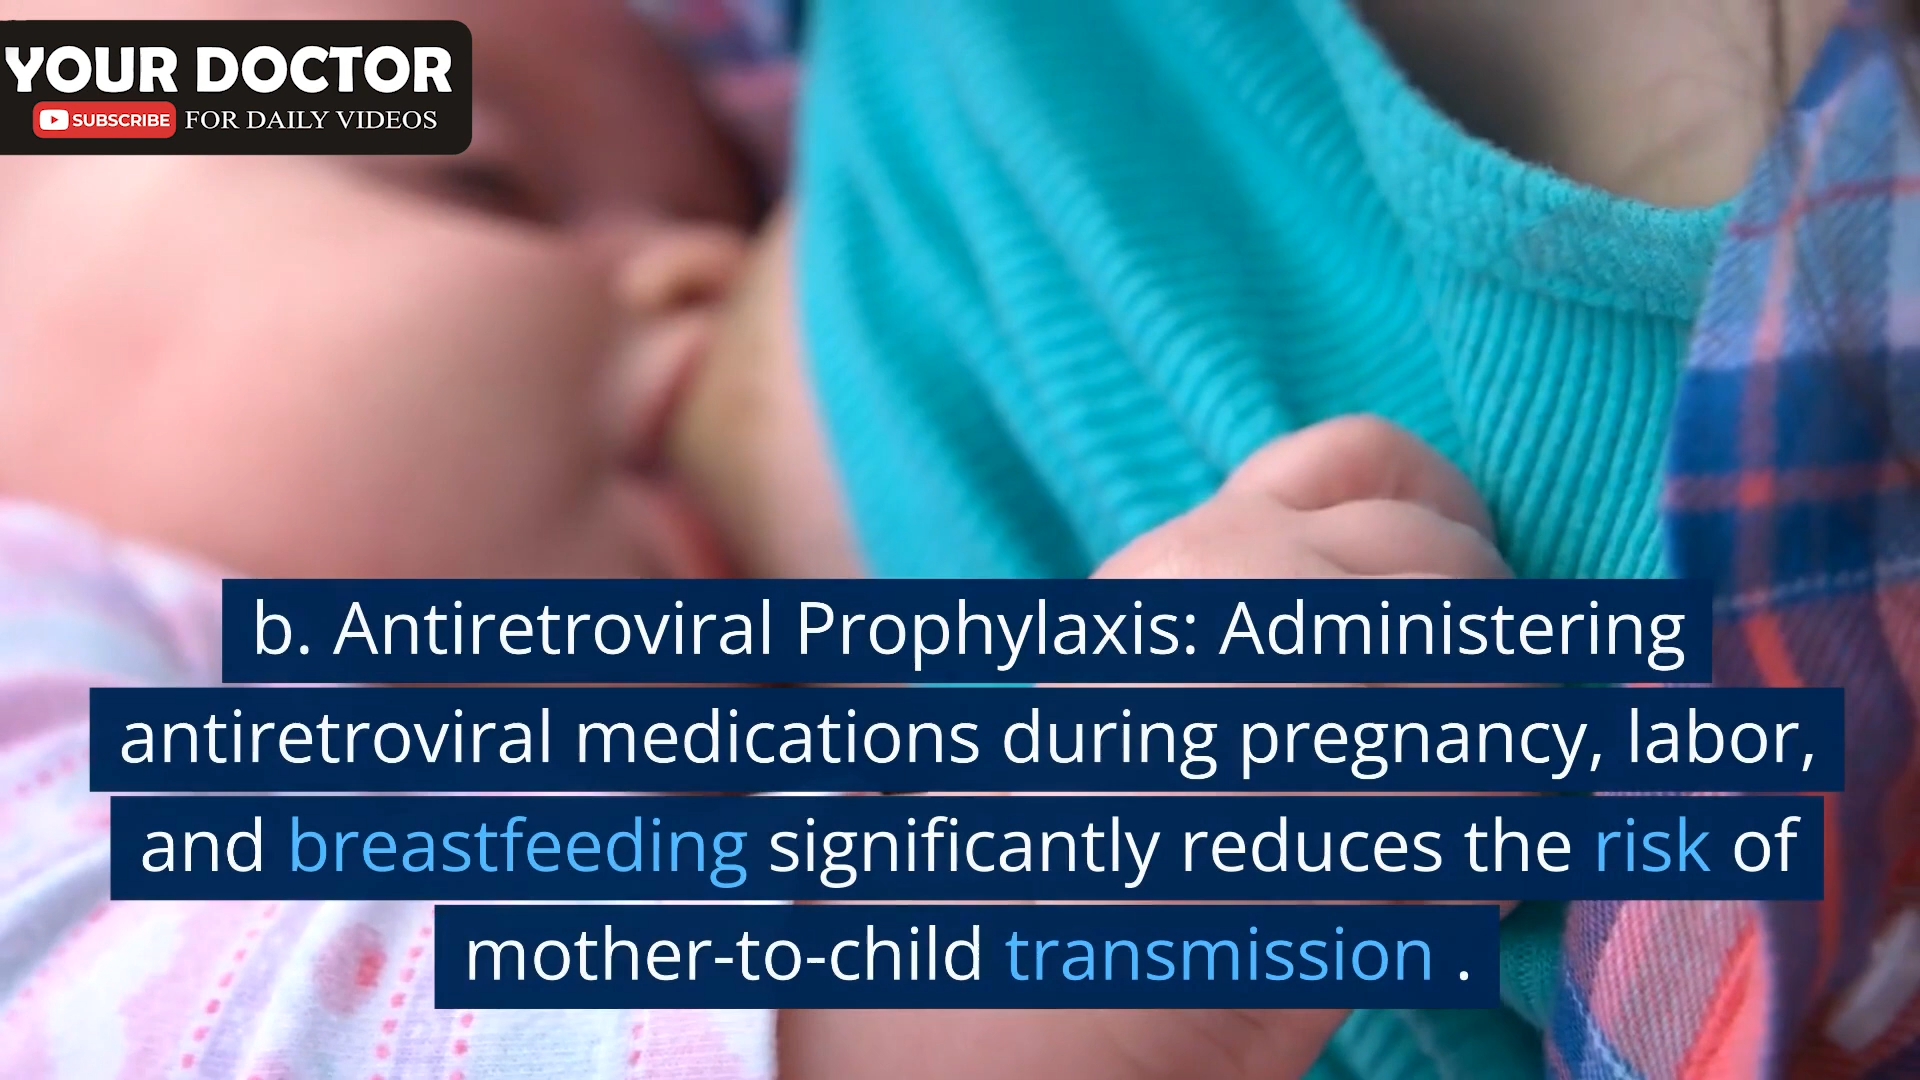 YOUR DOCTOR
SUBSCRIBE FOR DAILY VIDEOS
b. Antiretroviral Prophylaxis: Administering
antiretroviral medications during pregnancy, labor,
and breastfeeding significantly reduces the risk of
mother-to-child transmission .